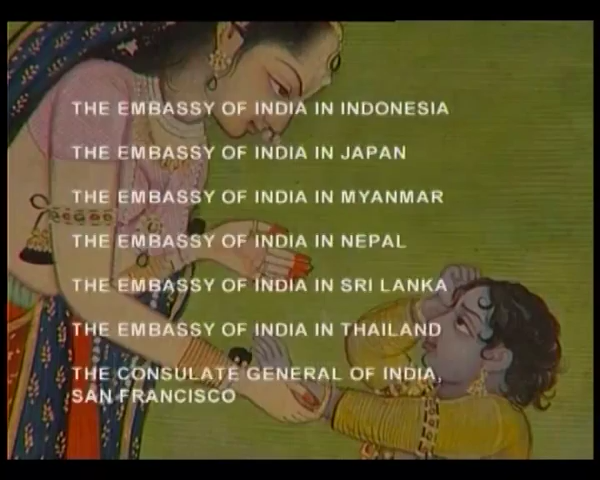 THE EMBASSY OF INDIA IN INDONESIA
THE EMBASSY OF INDIA IN JAPAN
THE EMBASSY OF INDIA IN MYANMAR
THE EMBASSY OF INDIA IN NEPAL
THE EMBASSY OF INDIA IN SRI LANKA
THE EMBASSY OF INDIA IN THAILAND
THE CONSULATE GENERAL OF INDIA,
SAN FRANCISCO